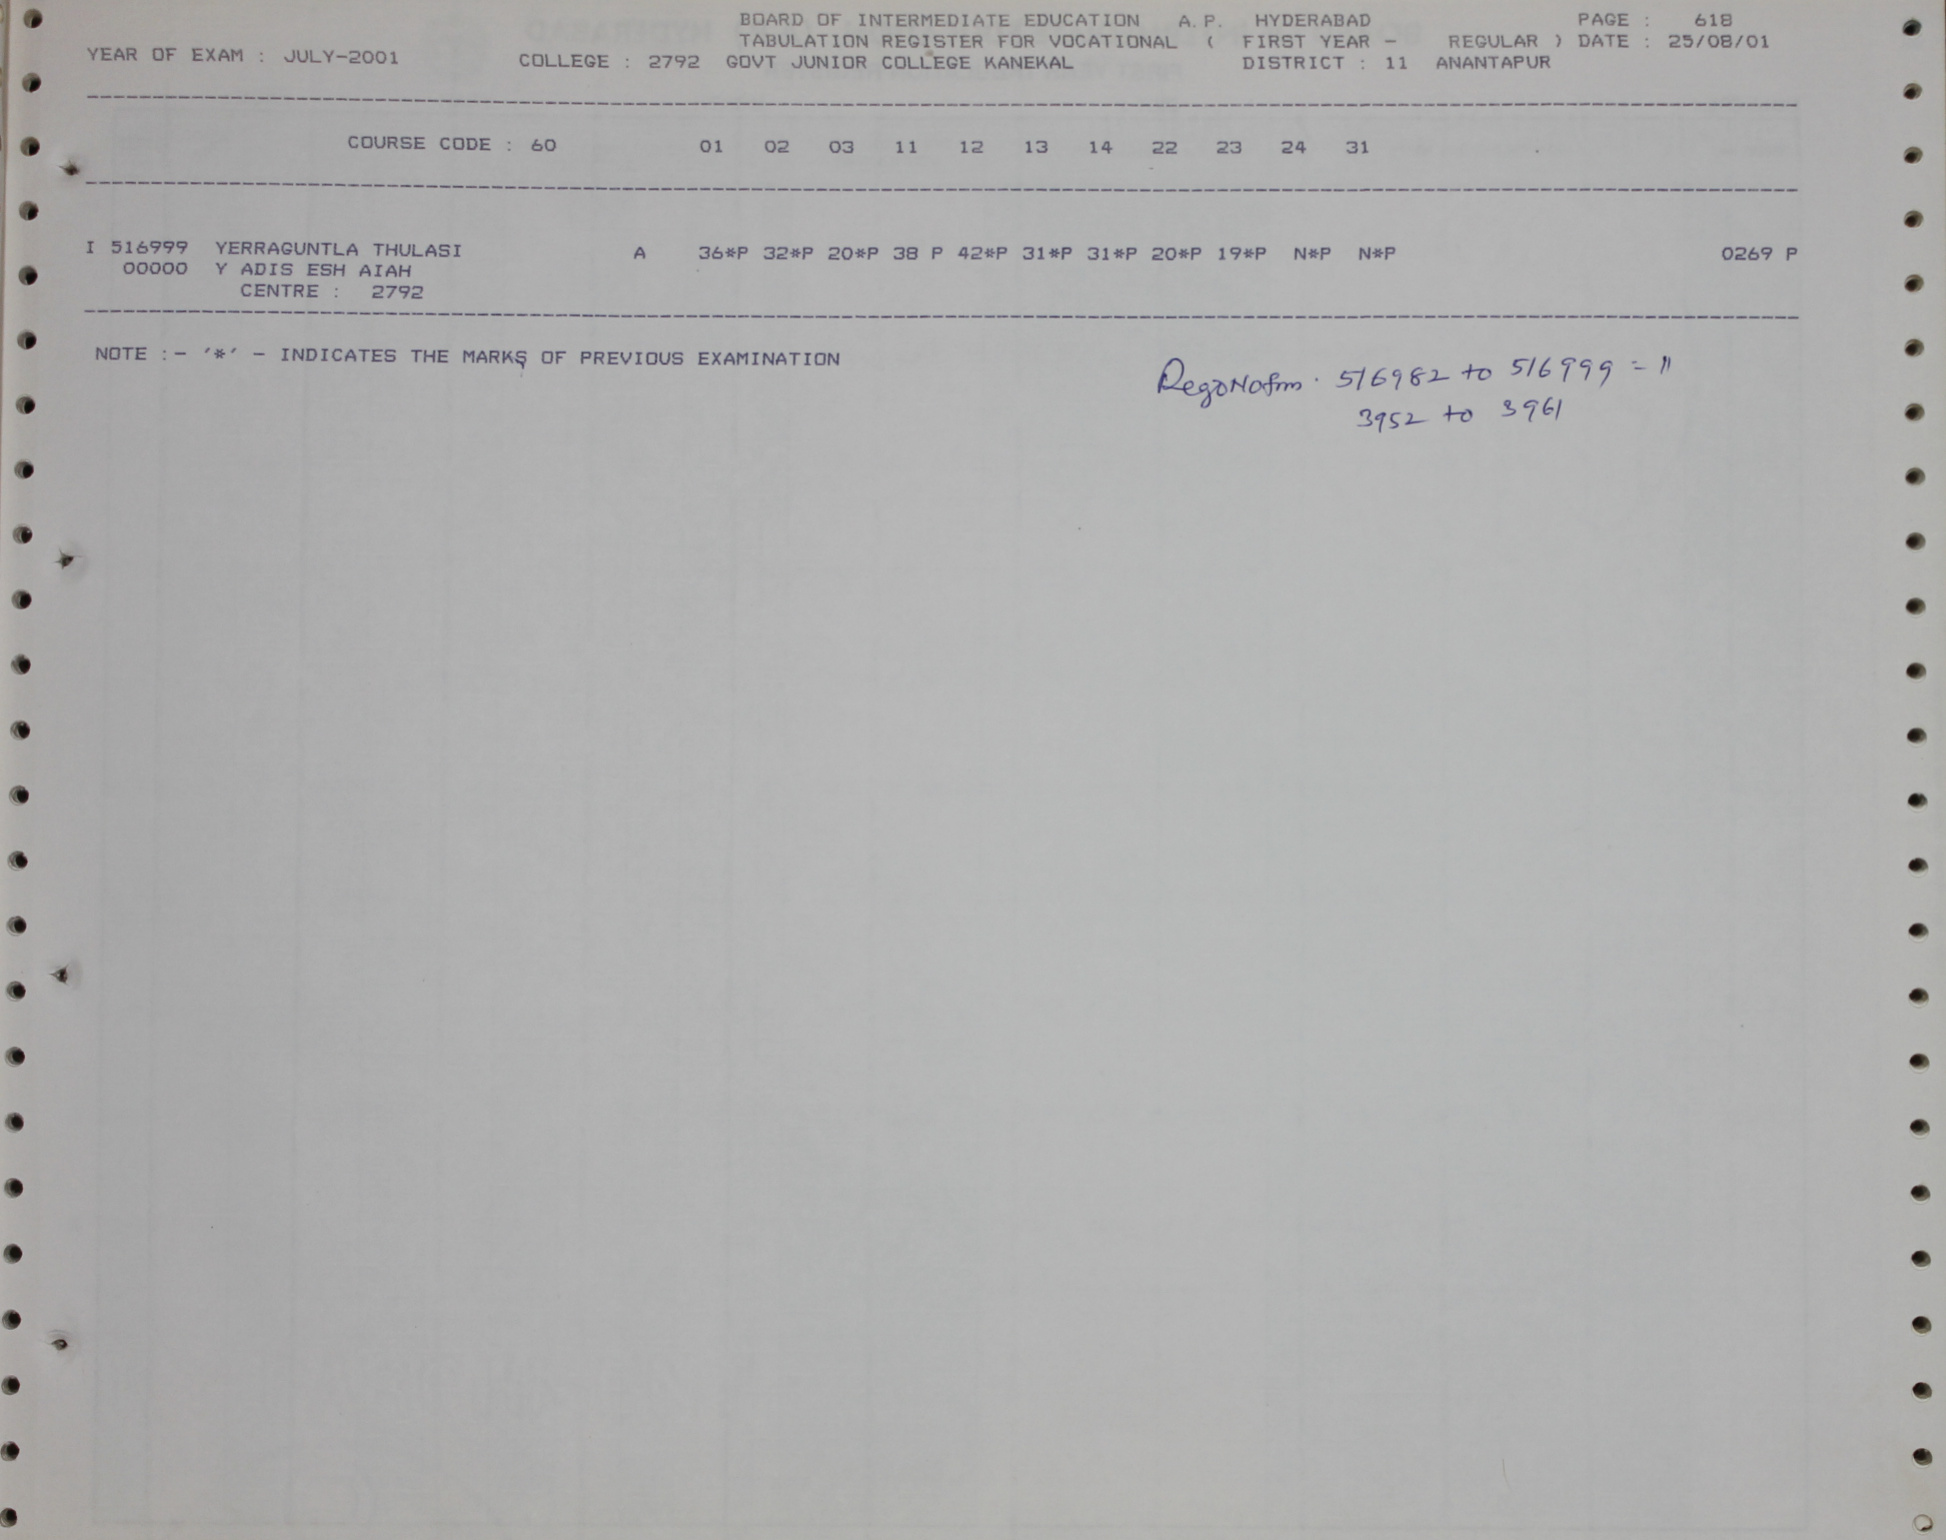 BOARD OF INTERMEDIATE EDUCATION A.P. HYDERABAD PAGE : 618
TABULATION REGISTER FOR VOCATIONAL ( FIRST YEAR - REGULAR ) DATE : 25/08/01
YEAR OF EXAM : JULY-2001 COLLEGE : 2792 GOVT JUNIOR COLLEGE KANEKAL DISTRICT : 11 ANANTAPUR
COURSE CODE : 60 01 02 03 11 12 13 14 22 23 24 31
I 516999 YERRAGUNTLA THULASI A 36*P 32*P 20*P 38 P 42*P 31*P 31*P 20*P 19*P N*P N*P 0269 P
00000 Y ADIS ESH AIAH
CENTRE : 2792
NOTE :- '*' - INDICATES THE MARKS OF PREVIOUS EXAMINATION
516982 to 516999 = 11
3952 to 3961